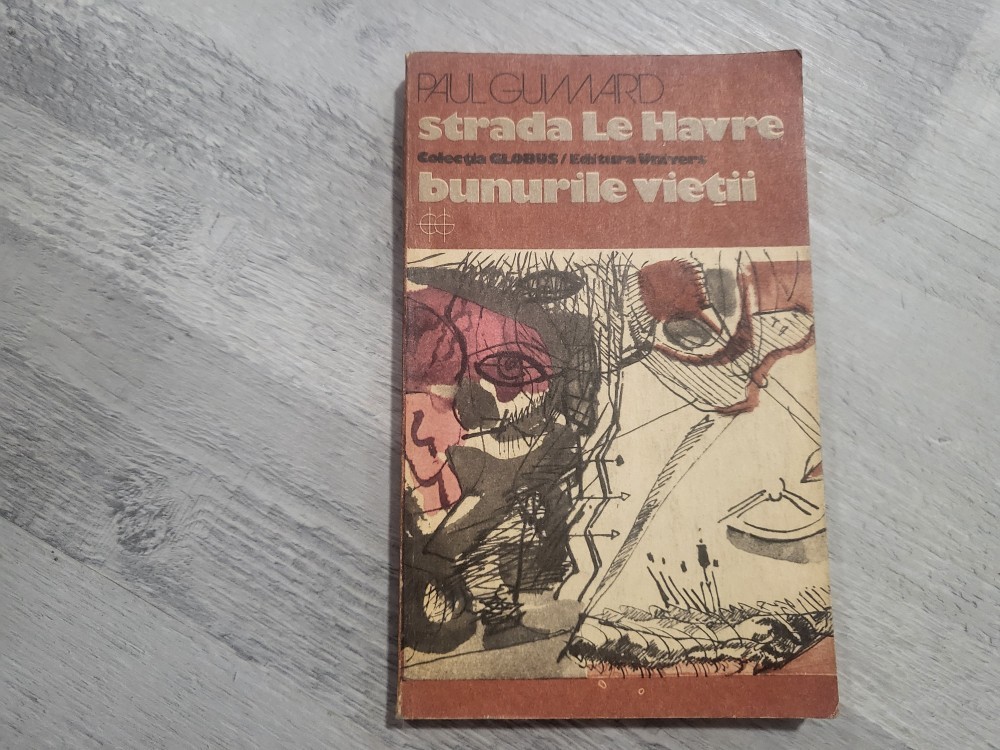 PAUL GUIMARD
strada Le Havre
Colecția GLOBUS / Editura Univers
bunurile vieții